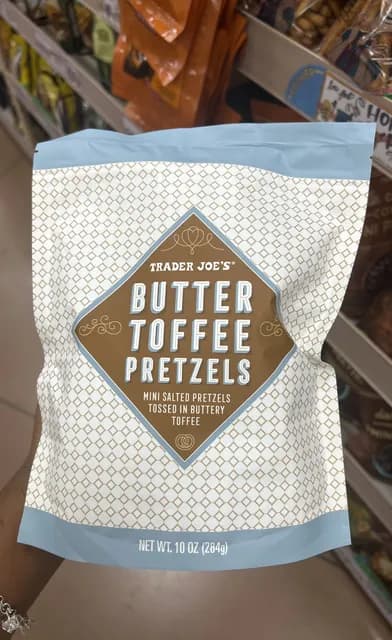 TRADER JOE'S®
BUTTER
TOFFEE
PRETZELS
MINI SALTED PRETZELS
TOSSED IN BUTTERY
TOFFEE
NET WT. 10 OZ (284g)